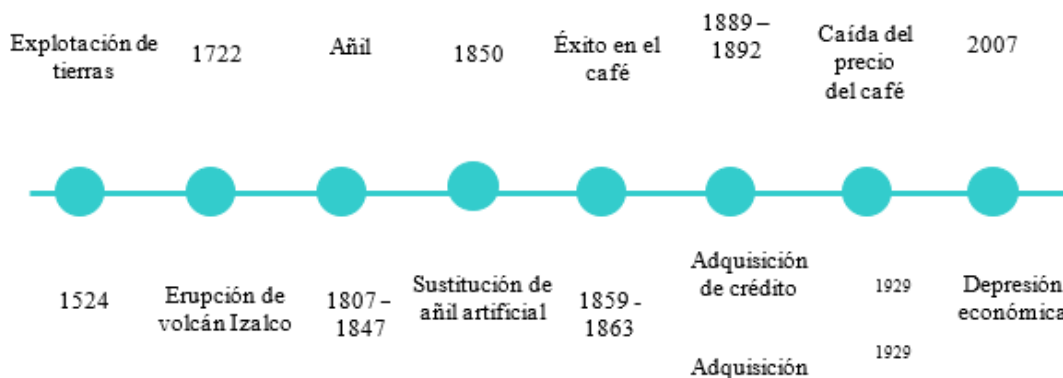 Explotación de
tierras
1722
Añil
1850
Éxito en el
café
1889 –
1892
Caída del
precio
del café
2007
1524
Erupción de
volcán Izalco
1807 –
1847
Sustitución de
añil artificial
1859 -
1863
Adquisición
de crédito
1929
Depresión
económica
Adquisición
1929